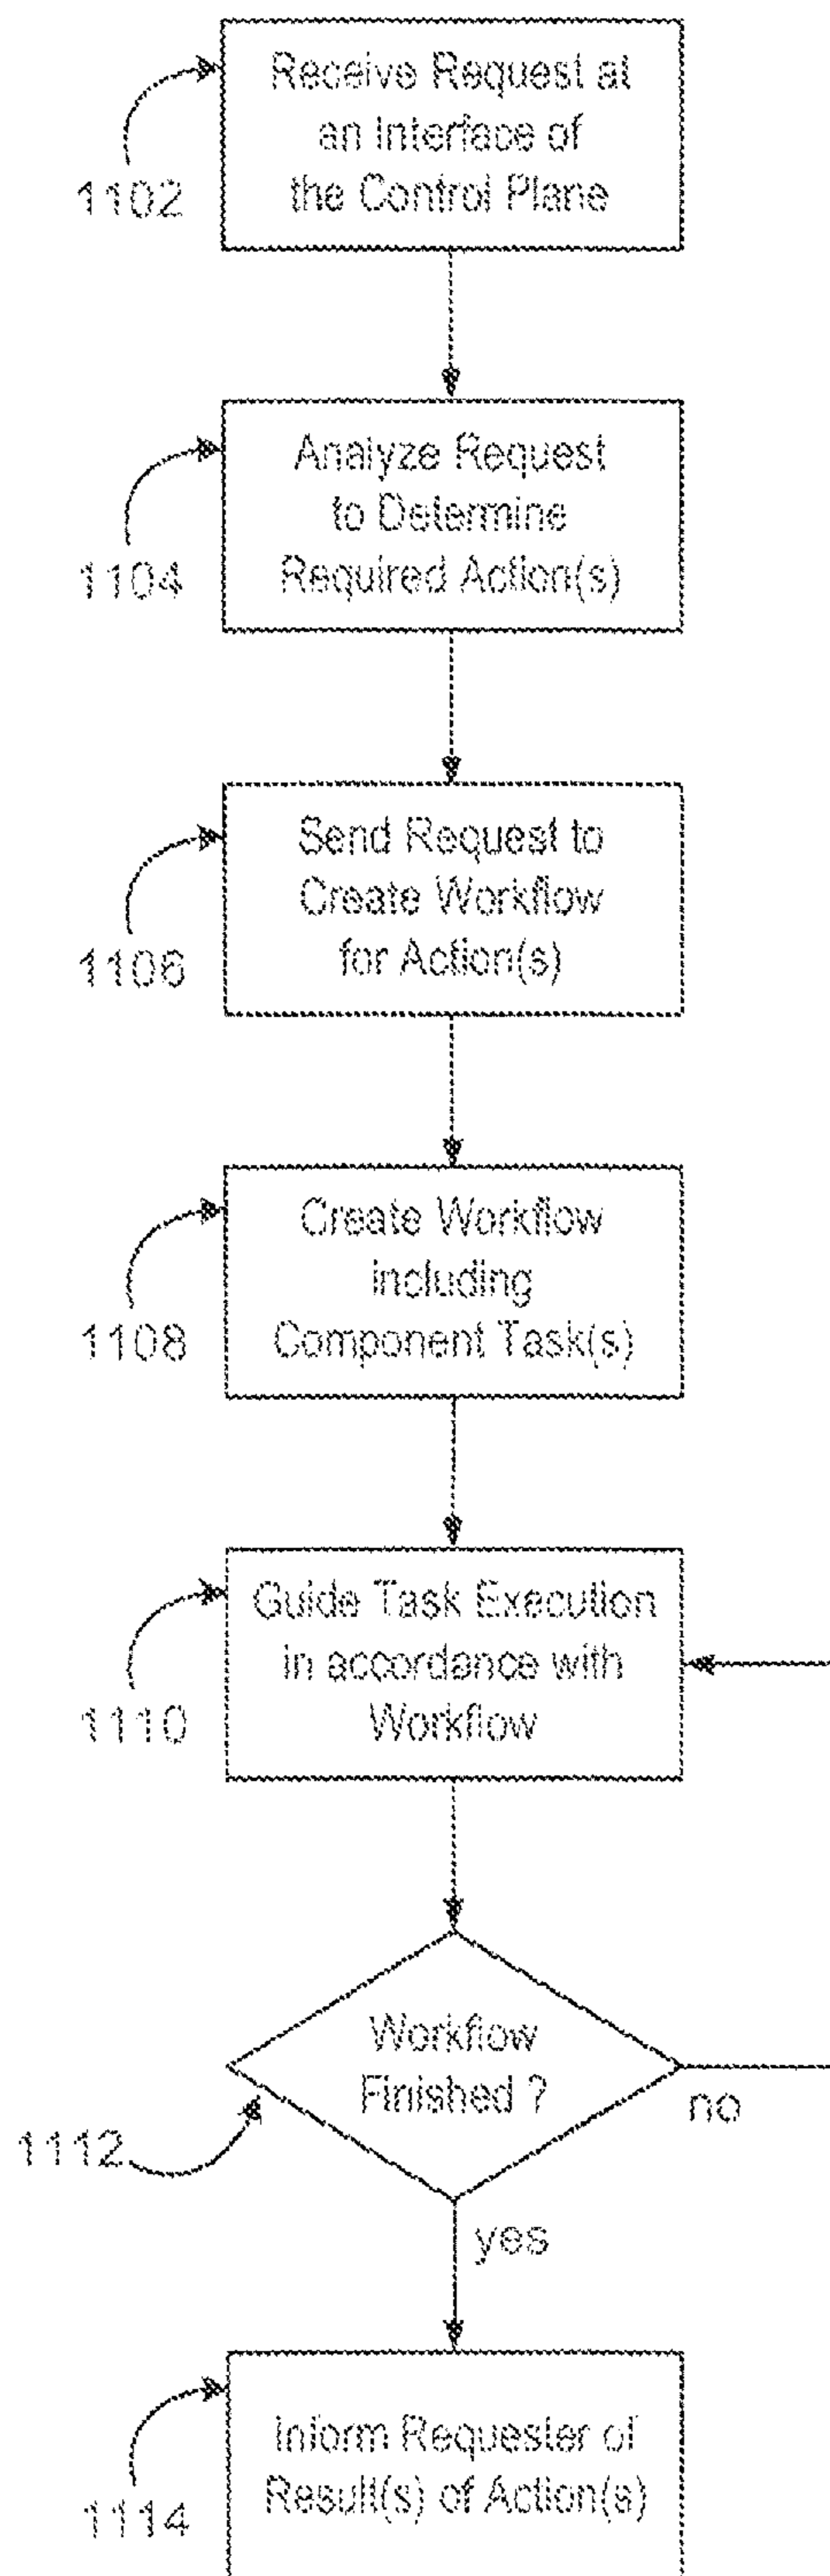 Receive Request at
an Interface of
the Control Plane
1102
Analyze Request
to Determine
Required Action(s)
1104
Send Request to
Create Workflow
for Action(s)
1106
Create Workflow
including
Component Task(s)
1108
Guide Task Execution
in accordance with
Workflow
1110
Workflow
Finished ?
no
1112
yes
Inform Requester of
Result(s) of Action(s)
1114